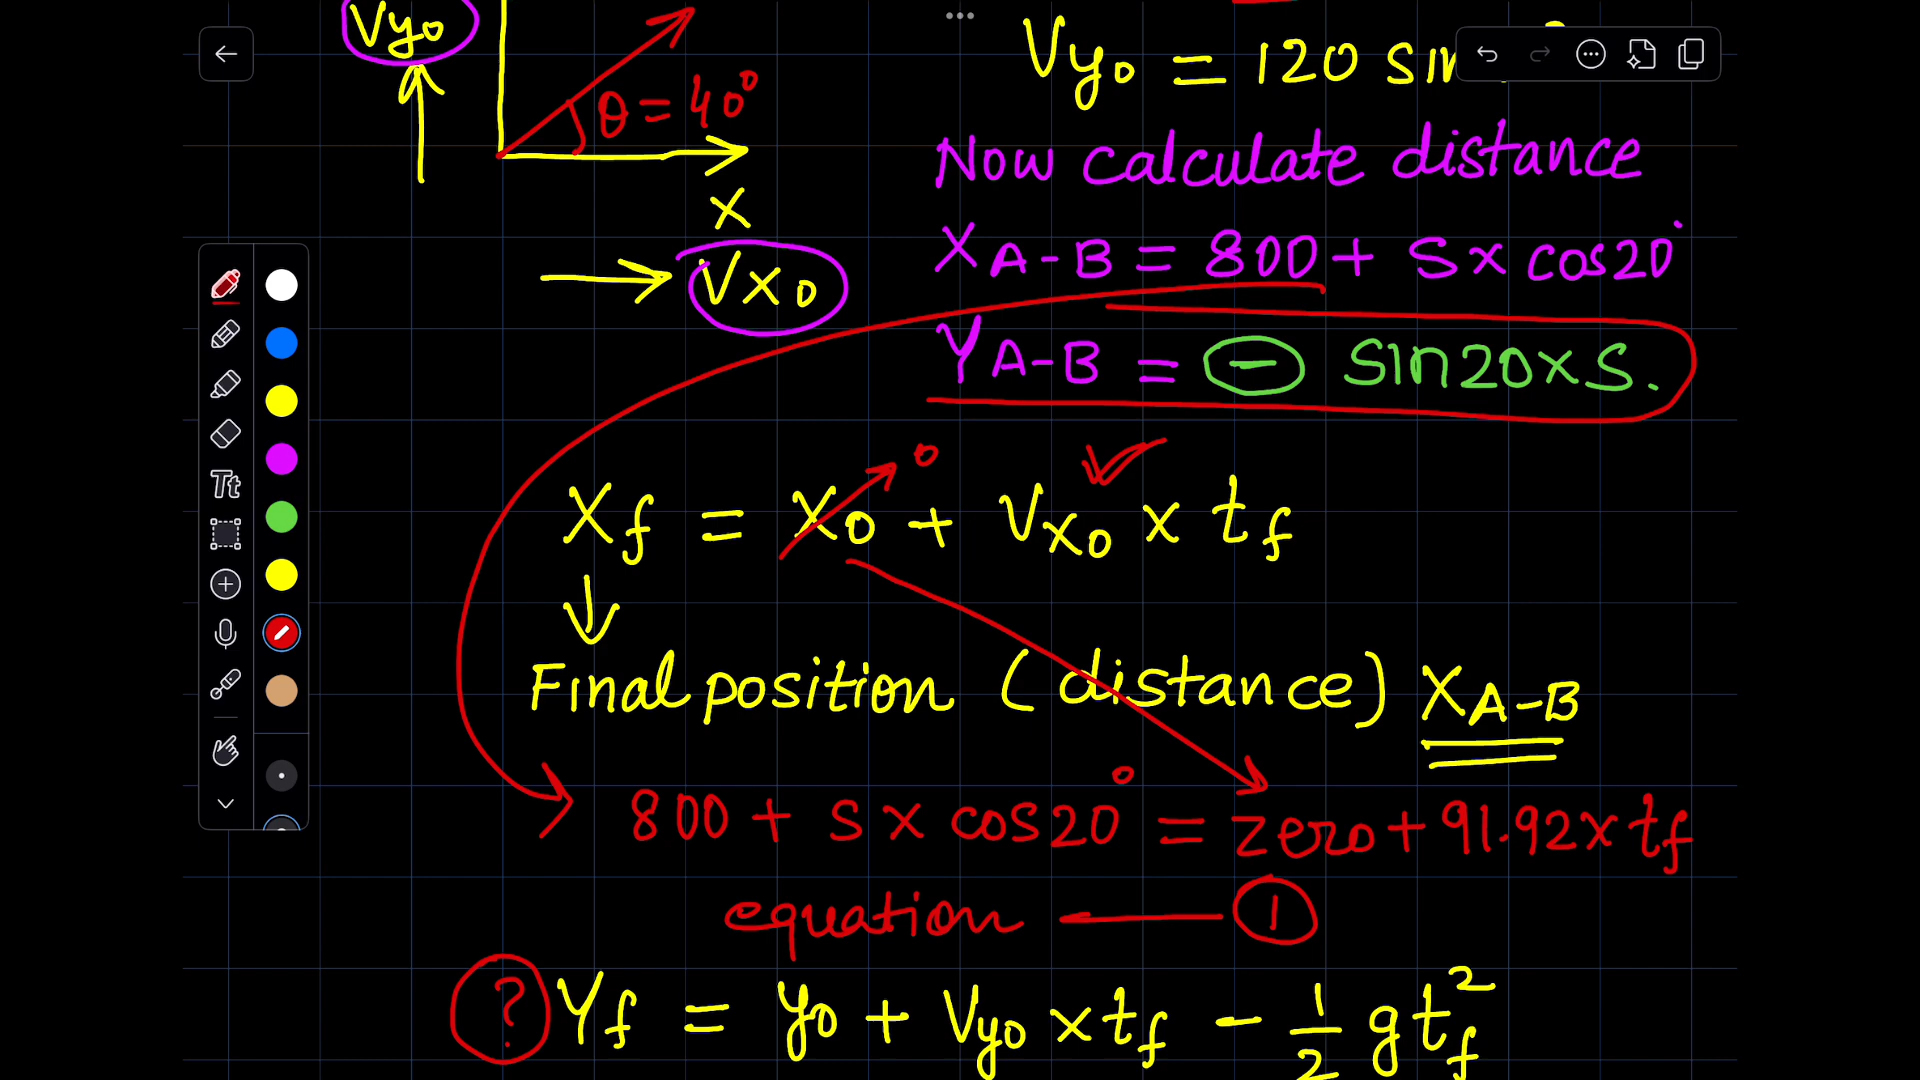 Vyo
Vyo = 120 sin
θ = 40°
Now calculate distance
X
XA-B = 800 + S x cos20°
Vxo
YA-B = - sin20 x S.
o
Xf = Xo + Vxo x tf
Final position (distance) XA-B
800 + S x cos20° = zero + 91.92 x tf
equation ← 1
? Yf = yo + Vyo x tf - 1/2 g tf²
Tt